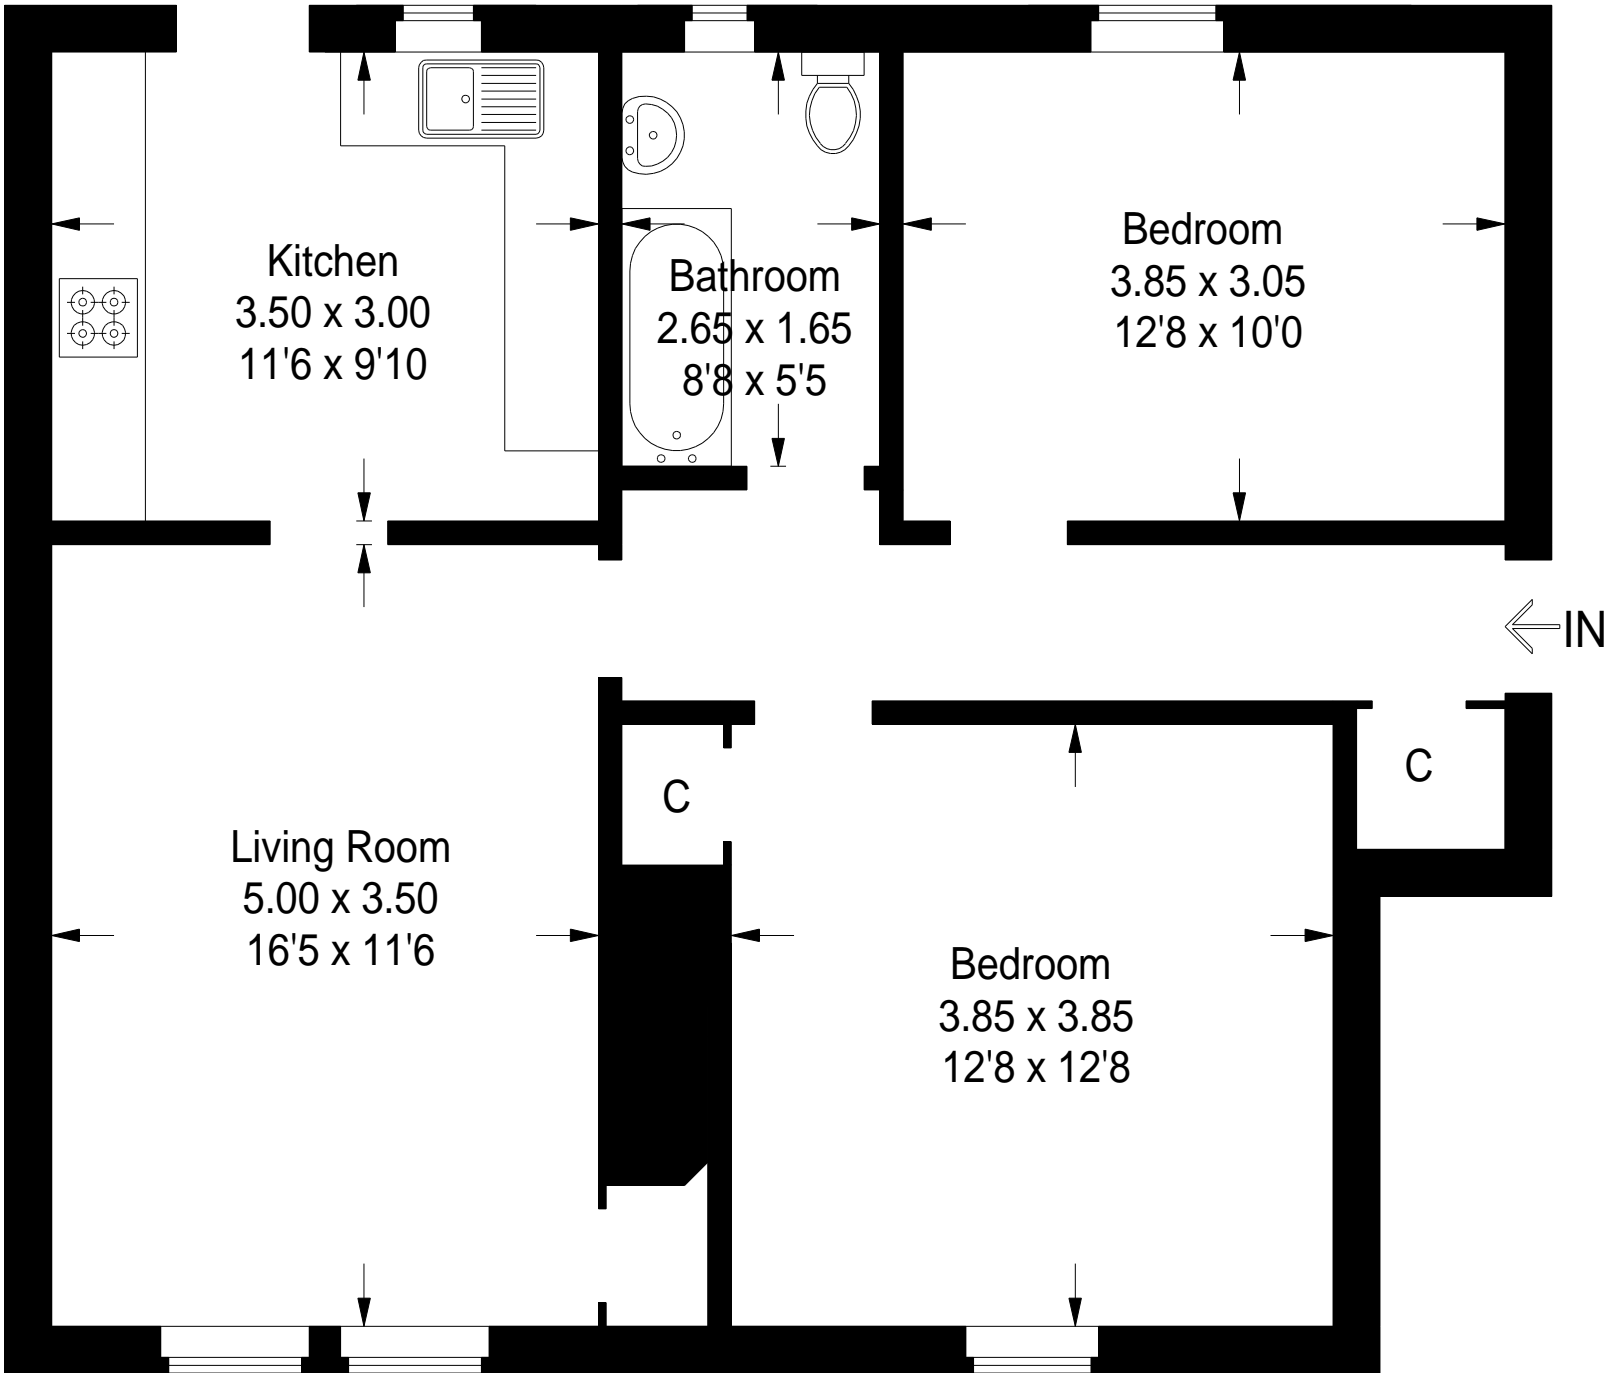 Kitchen
3.50 x 3.00
11'6 x 9'10
Bathroom
2.65 x 1.65
8'8 x 5'5
Bedroom
3.85 x 3.05
12'8 x 10'0
IN
C
C
Living Room
5.00 x 3.50
16'5 x 11'6
Bedroom
3.85 x 3.85
12'8 x 12'8